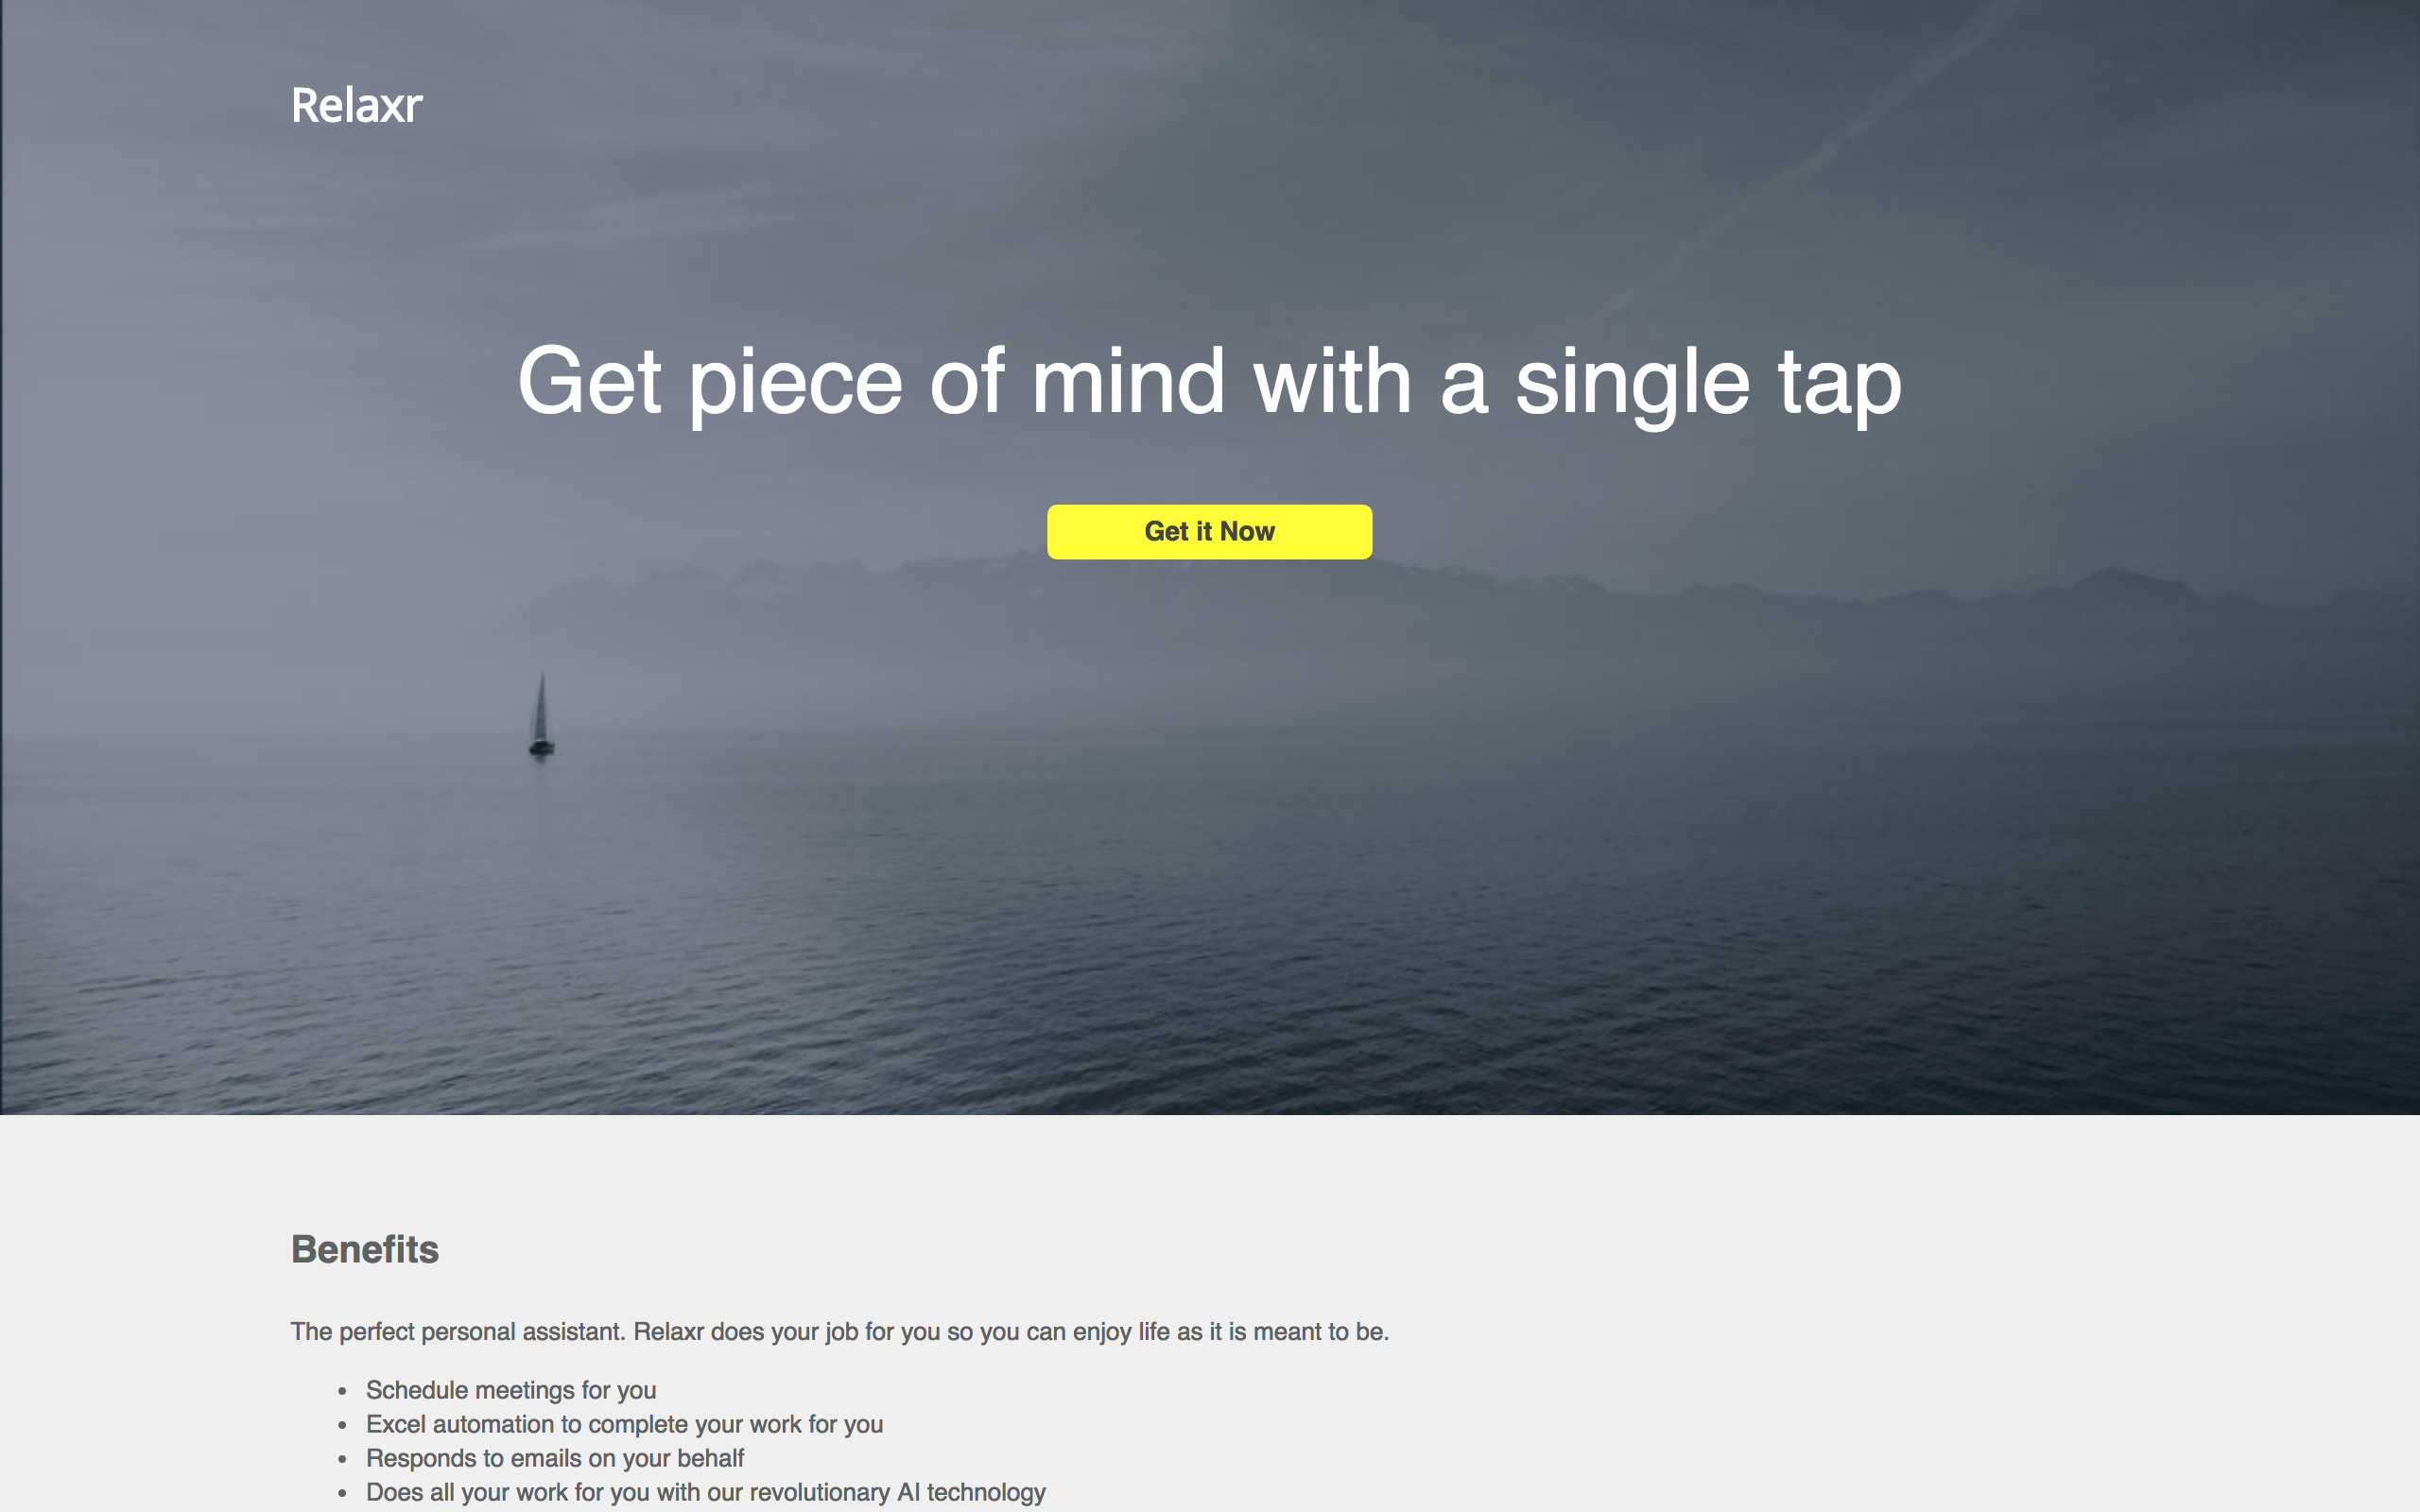 Relaxr
Get piece of mind with a single tap
Get it Now
Benefits
The perfect personal assistant. Relaxr does your job for you so you can enjoy life as it is meant to be.
• Schedule meetings for you
• Excel automation to complete your work for you
• Responds to emails on your behalf
• Does all your work for you with our revolutionary AI technology